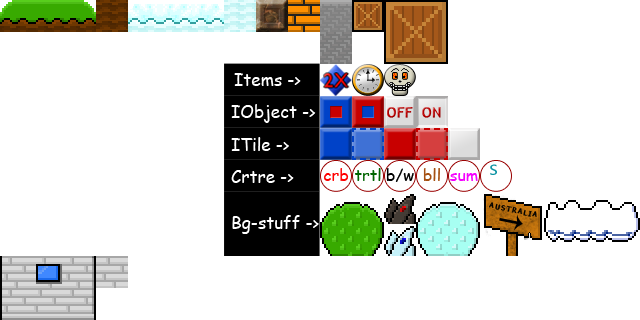 Items -> 2X
IObject -> OFF ON
ITile ->
Crtre -> crb trtl b/w bll sum S
Bg-stuff -> AUSTRALIA